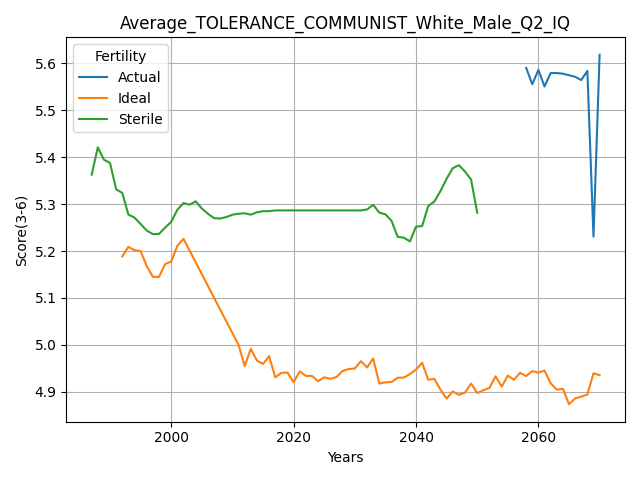 Average_TOLERANCE_COMMUNIST_White_Male_Q2_IQ
Fertility
Actual
Ideal
Sterile
Score(3-6)
5.6
5.5
5.4
5.3
5.2
5.1
5.0
4.9
2000 2020 2040 2060
Years